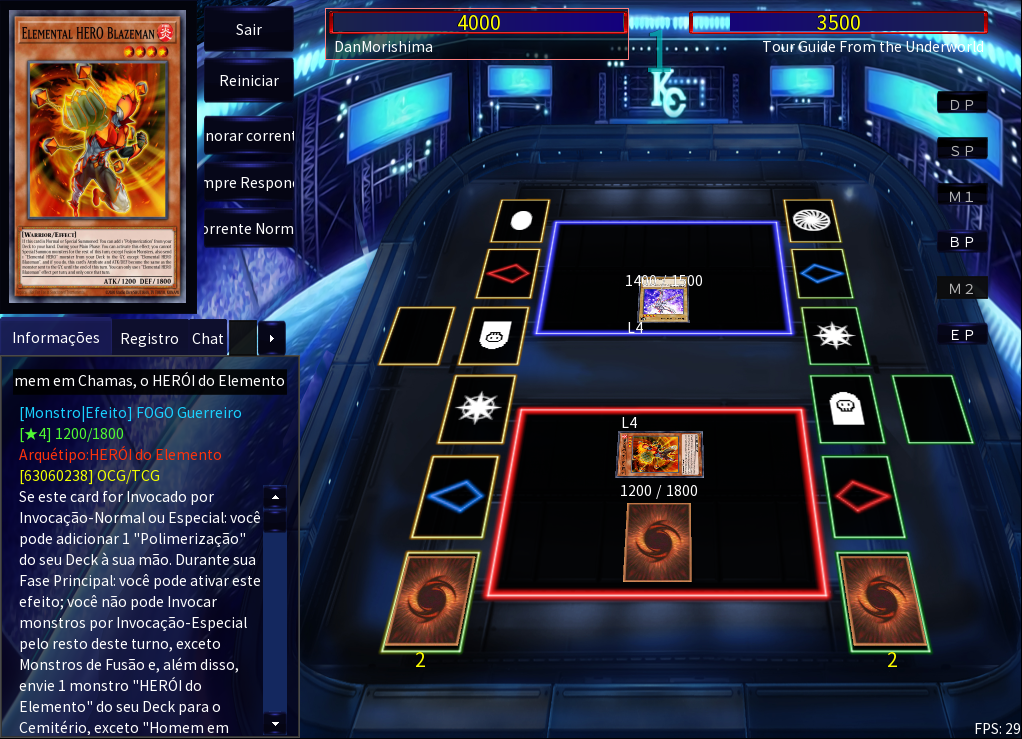 ELEMENTAL HERO BLAZEMAN
[WARRIOR/EFFECT]
ATK/1200 DEF/1800
Sair
Reiniciar
norar corrent
mpre Respon
orrente Norm
4000
3500
DanMorishima
Tour Guide From the Underworld
1
KC
DP
SP
M1
BP
M2
EP
Informações
Registro
Chat
mem em Chamas, o HERÓI do Elemento
[Monstro|Efeito] FOGO Guerreiro
[★4] 1200/1800
Arquétipo:HERÓI do Elemento
[63060238] OCG/TCG
Se este card for Invocado por
Invocação-Normal ou Especial: você
pode adicionar 1 "Polimerização"
do seu Deck à sua mão. Durante sua
Fase Principal: você pode ativar este
efeito; você não pode Invocar
monstros por Invocação-Especial
pelo resto deste turno, exceto
Monstros de Fusão e, além disso,
envie 1 monstro "HERÓI do
Elemento" do seu Deck para o
Cemitério, exceto "Homem em
1400 / 1500
L4
L4
1200 / 1800
2
2
FPS: 29